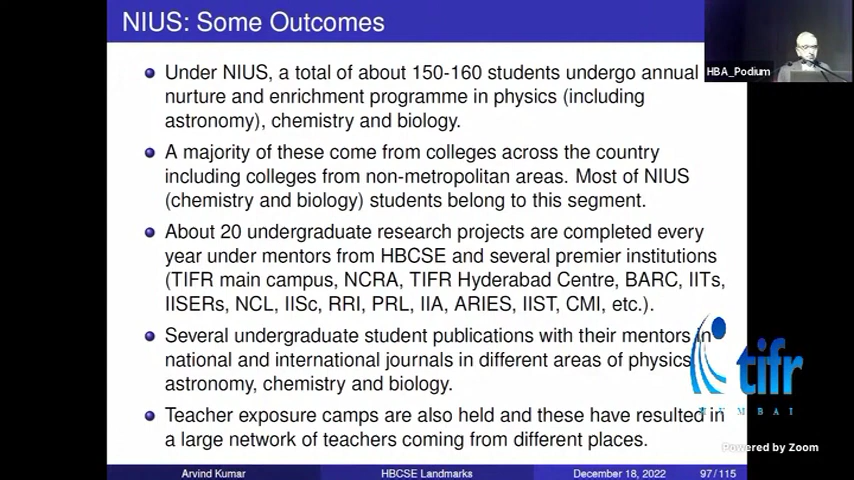 NIUS: Some Outcomes
HBA_Podium
Under NIUS, a total of about 150-160 students undergo annual
nurture and enrichment programme in physics (including
astronomy), chemistry and biology.
A majority of these come from colleges across the country
including colleges from non-metropolitan areas. Most of NIUS
(chemistry and biology) students belong to this segment.
About 20 undergraduate research projects are completed every
year under mentors from HBCSE and several premier institutions
(TIFR main campus, NCRA, TIFR Hyderabad Centre, BARC, IITs,
IISERs, NCL, IISc, RRI, PRL, IIA, ARIES, IIST, CMI, etc.).
Several undergraduate student publications with their mentors in
national and international journals in different areas of physics
astronomy, chemistry and biology.
tifr
MUMBAI
Teacher exposure camps are also held and these have resulted in
a large network of teachers coming from different places.
Powered by Zoom
Arvind Kumar HBCSE Landmarks December 18, 2022 97/115